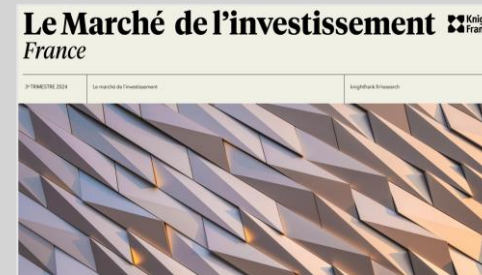 Le Marché de l'investissement
France
3ᵉ TRIMESTRE 2024
Le marché de l'investissement
knightfrank.fr/research